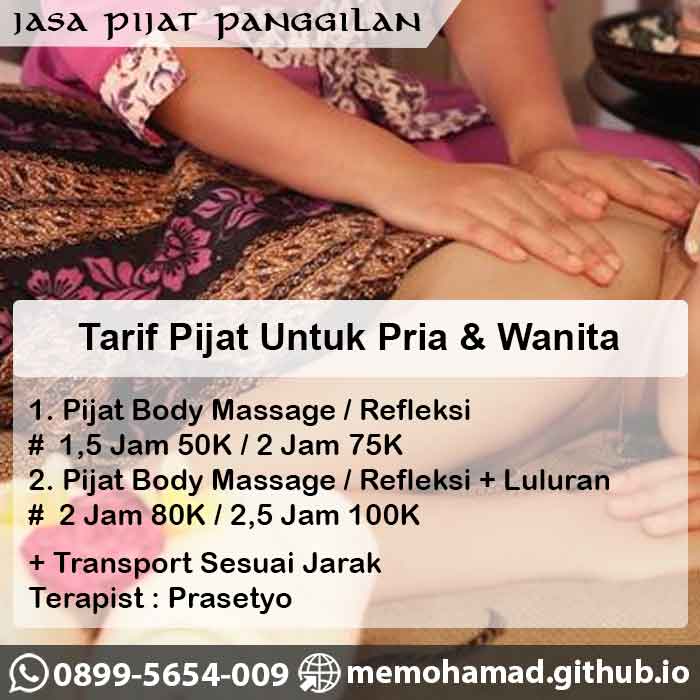 JASA PIJAT PANGGILAN
Tarif Pijat Untuk Pria & Wanita
1. Pijat Body Massage / Refleksi
# 1,5 Jam 50K / 2 Jam 75K
2. Pijat Body Massage / Refleksi + Luluran
# 2 Jam 80K / 2,5 Jam 100K
+ Transport Sesuai Jarak
Terapist : Prasetyo
0899-5654-009 memohamad.github.io